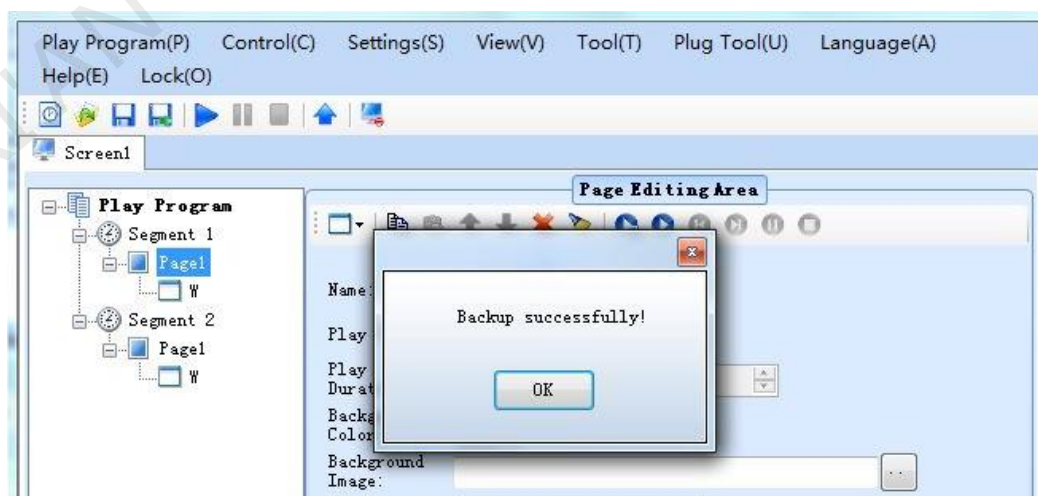 Play Program(P) Control(C) Settings(S) View(V) Tool(T) Plug Tool(U) Language(A)
Help(E) Lock(O)
Screen1
Page Editing Area
Play Program
Segment 1
Page1
W
Segment 2
Page1
W
Name:
Play
Play
Durat
Backg
Color
Background
Image:
..
Backup successfully!
OK